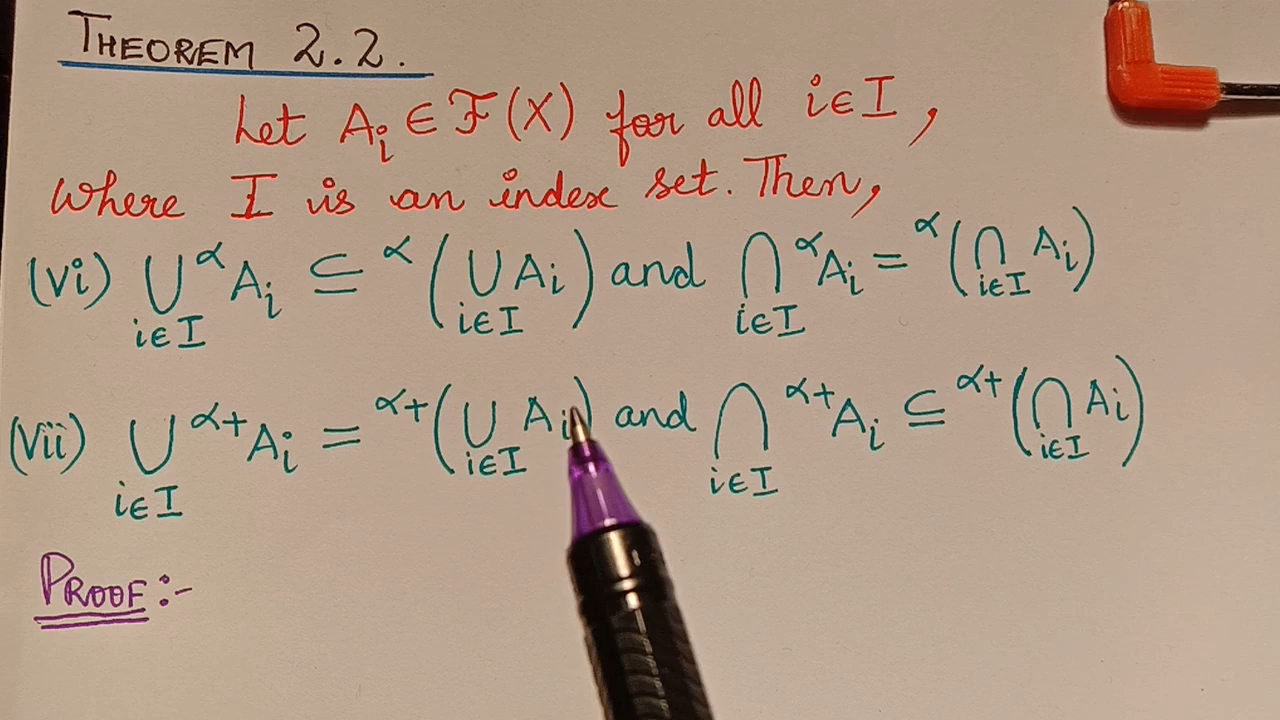 THEOREM 2.2.
Let Aᵢ ∈ ℱ(X) for all i∈I,
where I is an index set. Then,
(vi) ⋃_{i∈I} ^αAᵢ ⊆ ^α(⋃_{i∈I} Aᵢ) and ⋂_{i∈I} ^αAᵢ = ^α(⋂_{i∈I} Aᵢ)
(vii) ⋃_{i∈I} ^{α+}Aᵢ = ^{α+}(⋃_{i∈I} Aᵢ) and ⋂_{i∈I} ^{α+}Aᵢ ⊆ ^{α+}(⋂_{i∈I} Aᵢ)
PROOF :-